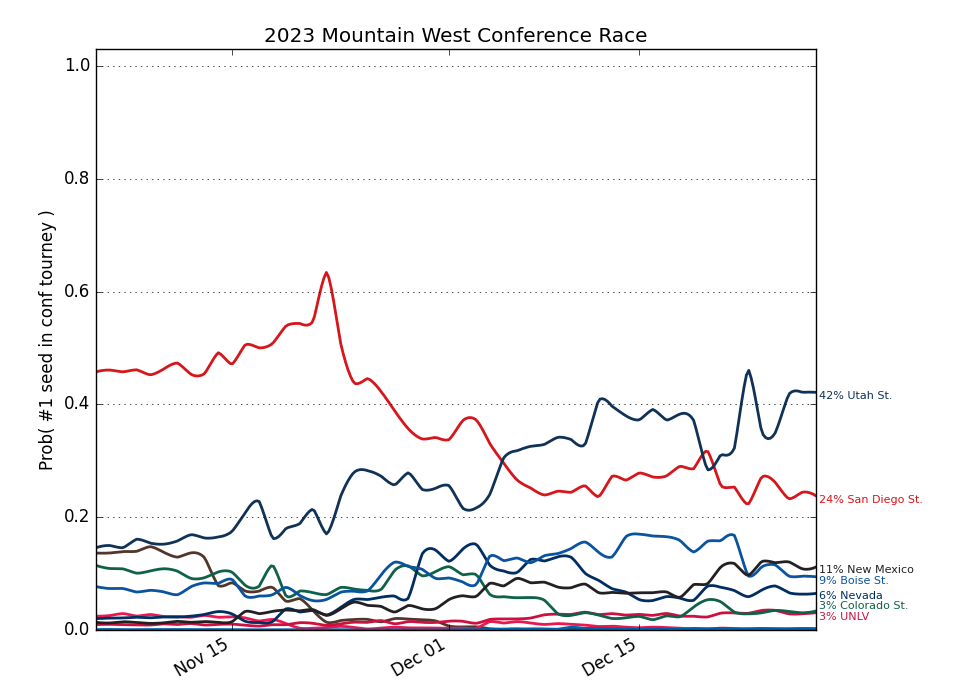 2023 Mountain West Conference Race
Prob( #1 seed in conf tourney )
1.0
0.8
0.6
0.4
0.2
0.0
Nov 15
Dec 01
Dec 15
42% Utah St.
24% San Diego St.
11% New Mexico
9% Boise St.
6% Nevada
3% Colorado St.
3% UNLV